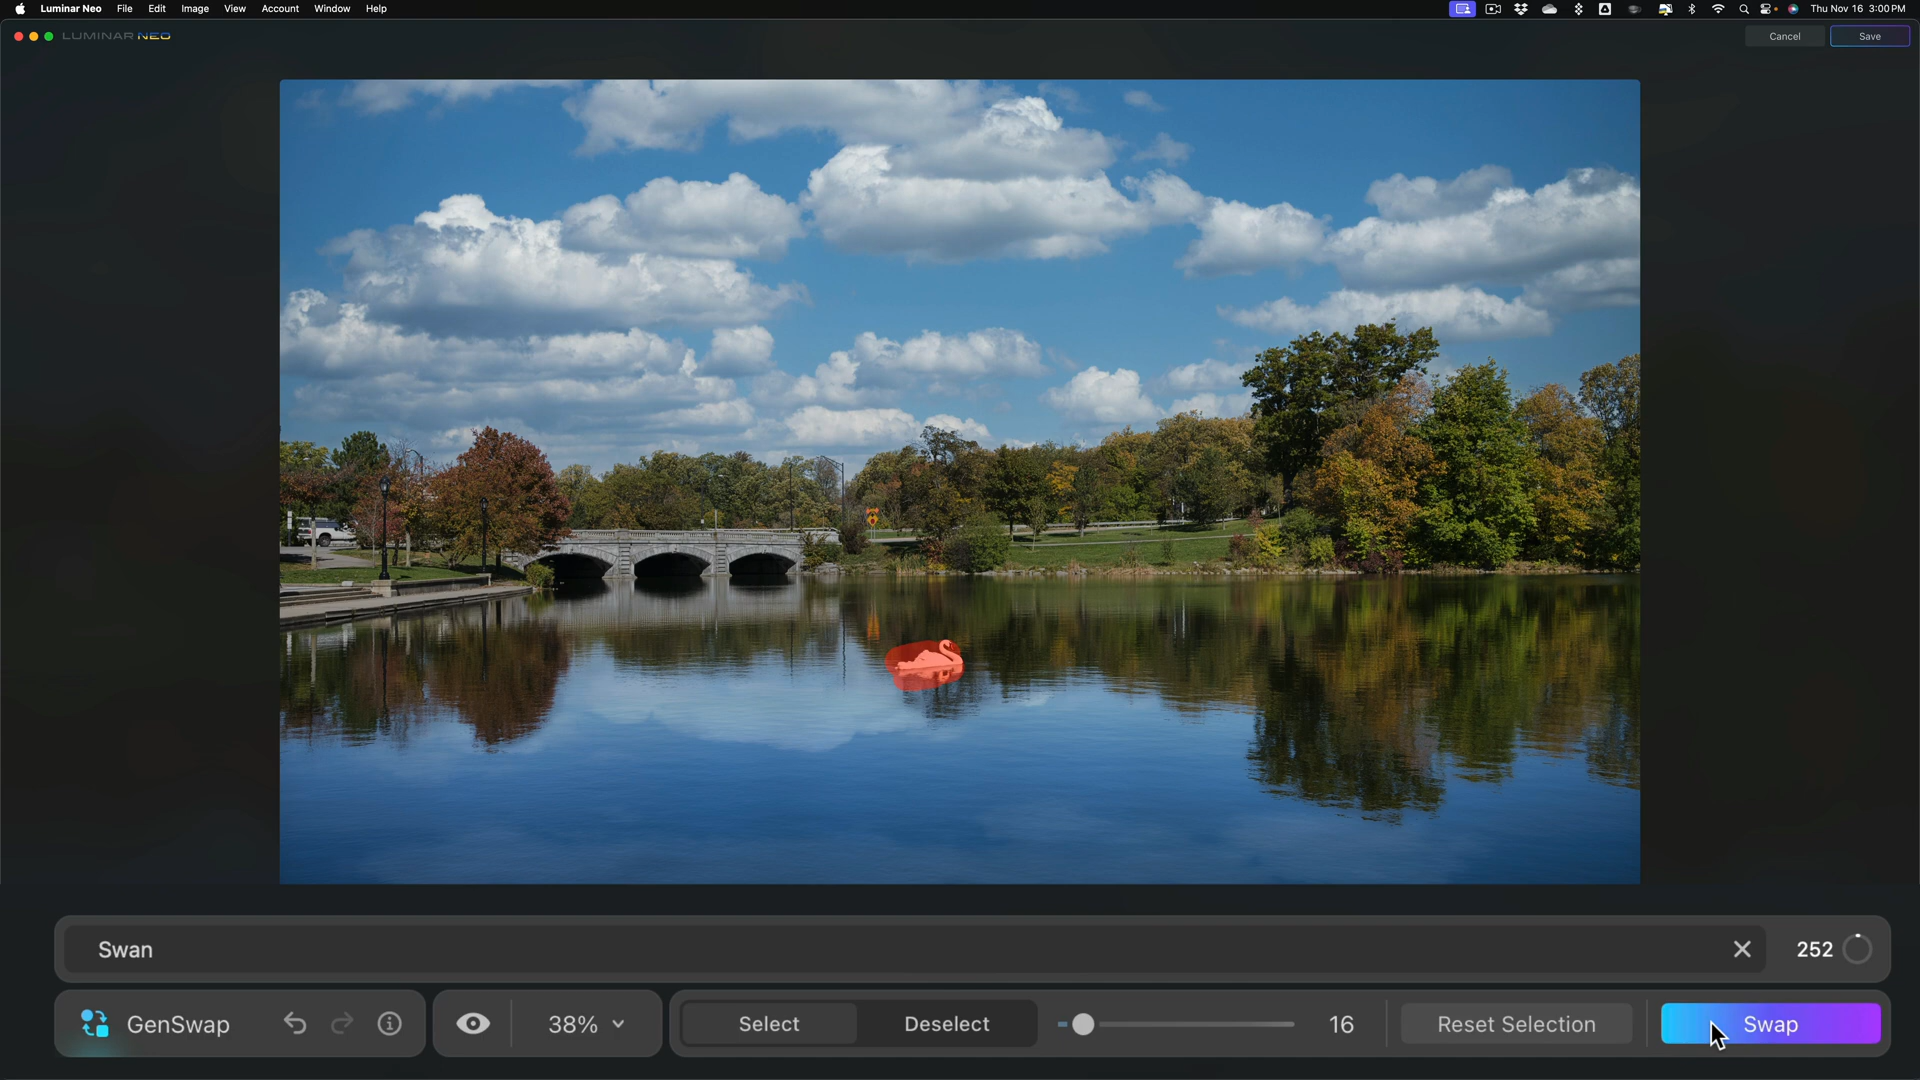 Luminar Neo File Edit Image View Account Window Help Thu Nov 16 3:00 PM
LUMINAR NEO Cancel Save
Swan 252
GenSwap 38% Select Deselect 16 Reset Selection Swap